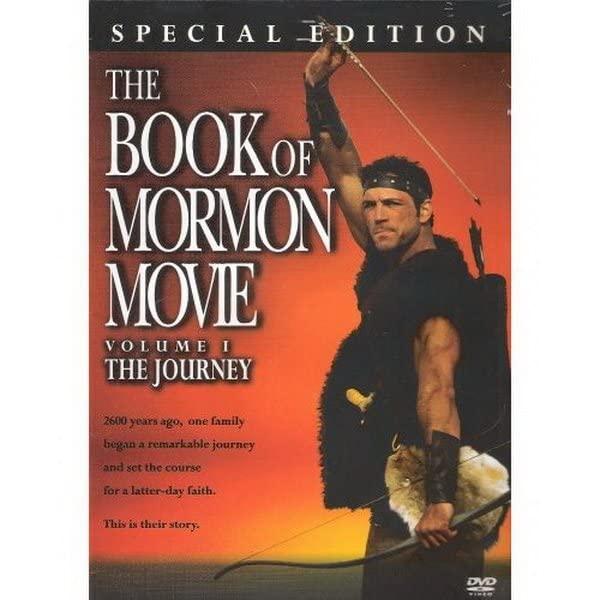 SPECIAL EDITION
THE
BOOK OF
MORMON
MOVIE
VOLUME I
THE JOURNEY
2600 years ago, one family
began a remarkable journey
and set the course
for a latter-day faith.
This is their story.
DVD
VIDEO